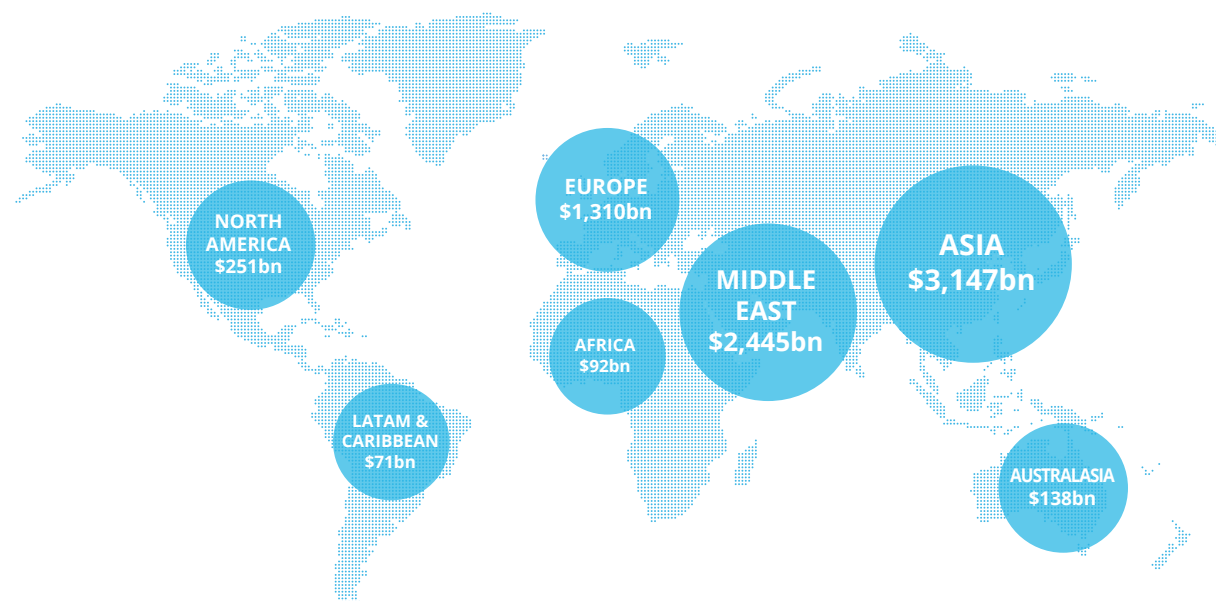 EUROPE
$1,310bn
NORTH
AMERICA
$251bn
ASIA
$3,147bn
MIDDLE
EAST
$2,445bn
AFRICA
$92bn
LATAM &
CARIBBEAN
$71bn
AUSTRALASIA
$138bn